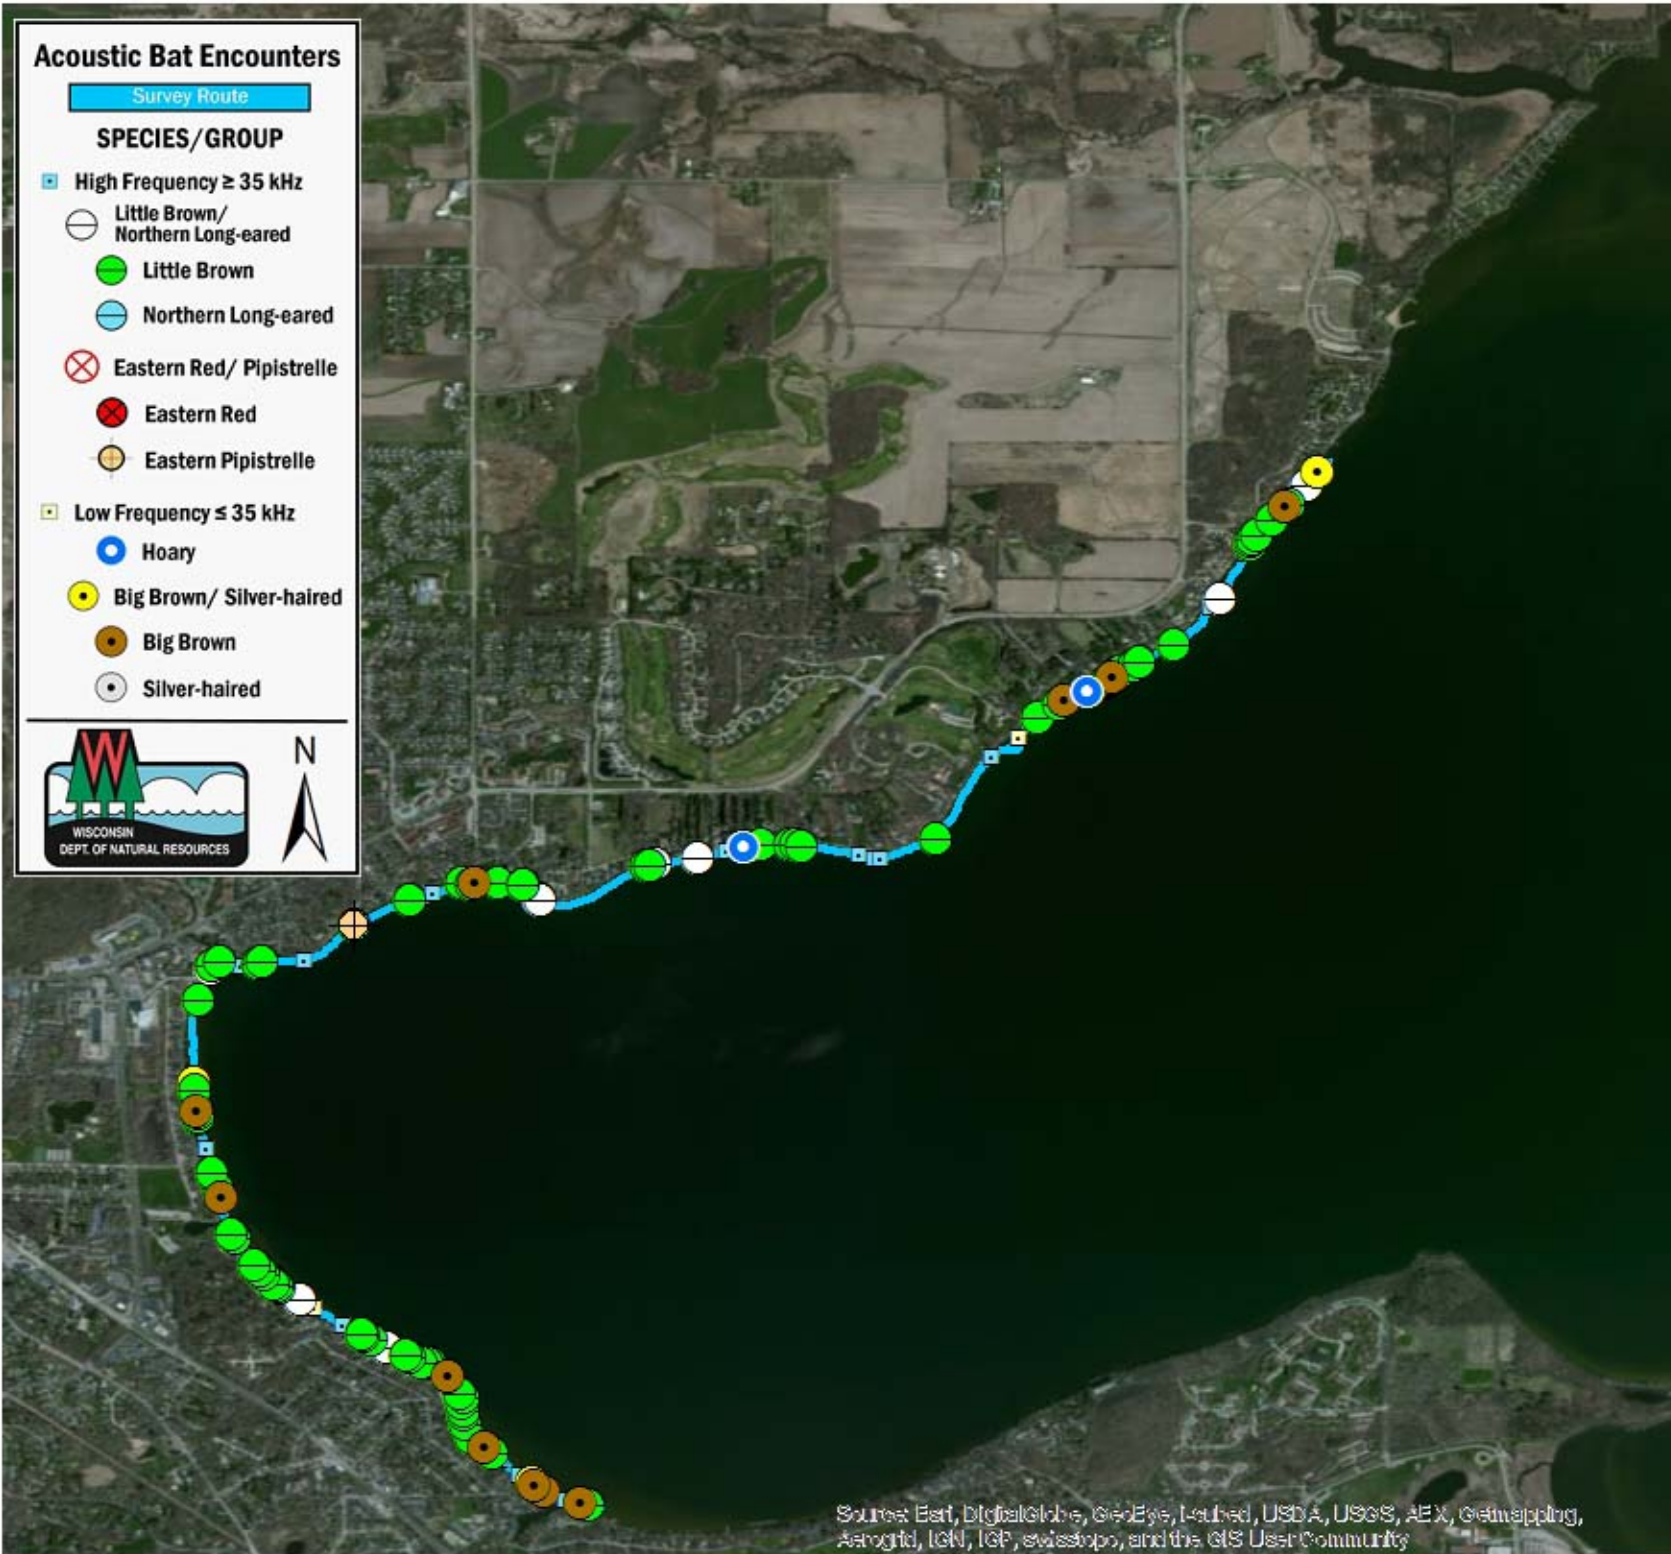 Acoustic Bat Encounters
Survey Route
SPECIES/GROUP
High Frequency ≥ 35 kHz
Little Brown/
Northern Long-eared
Little Brown
Northern Long-eared
Eastern Red/ Pipistrelle
Eastern Red
Eastern Pipistrelle
Low Frequency ≤ 35 kHz
Hoary
Big Brown/ Silver-haired
Big Brown
Silver-haired
W
N
WISCONSIN
DEPT. OF NATURAL RESOURCES
Source: Esri, DigitalGlobe, GeoEye, i-cubed, USDA, USGS, AEX, Getmapping,
Aerogrid, IGN, IGP, swisstopo, and the GIS User Community